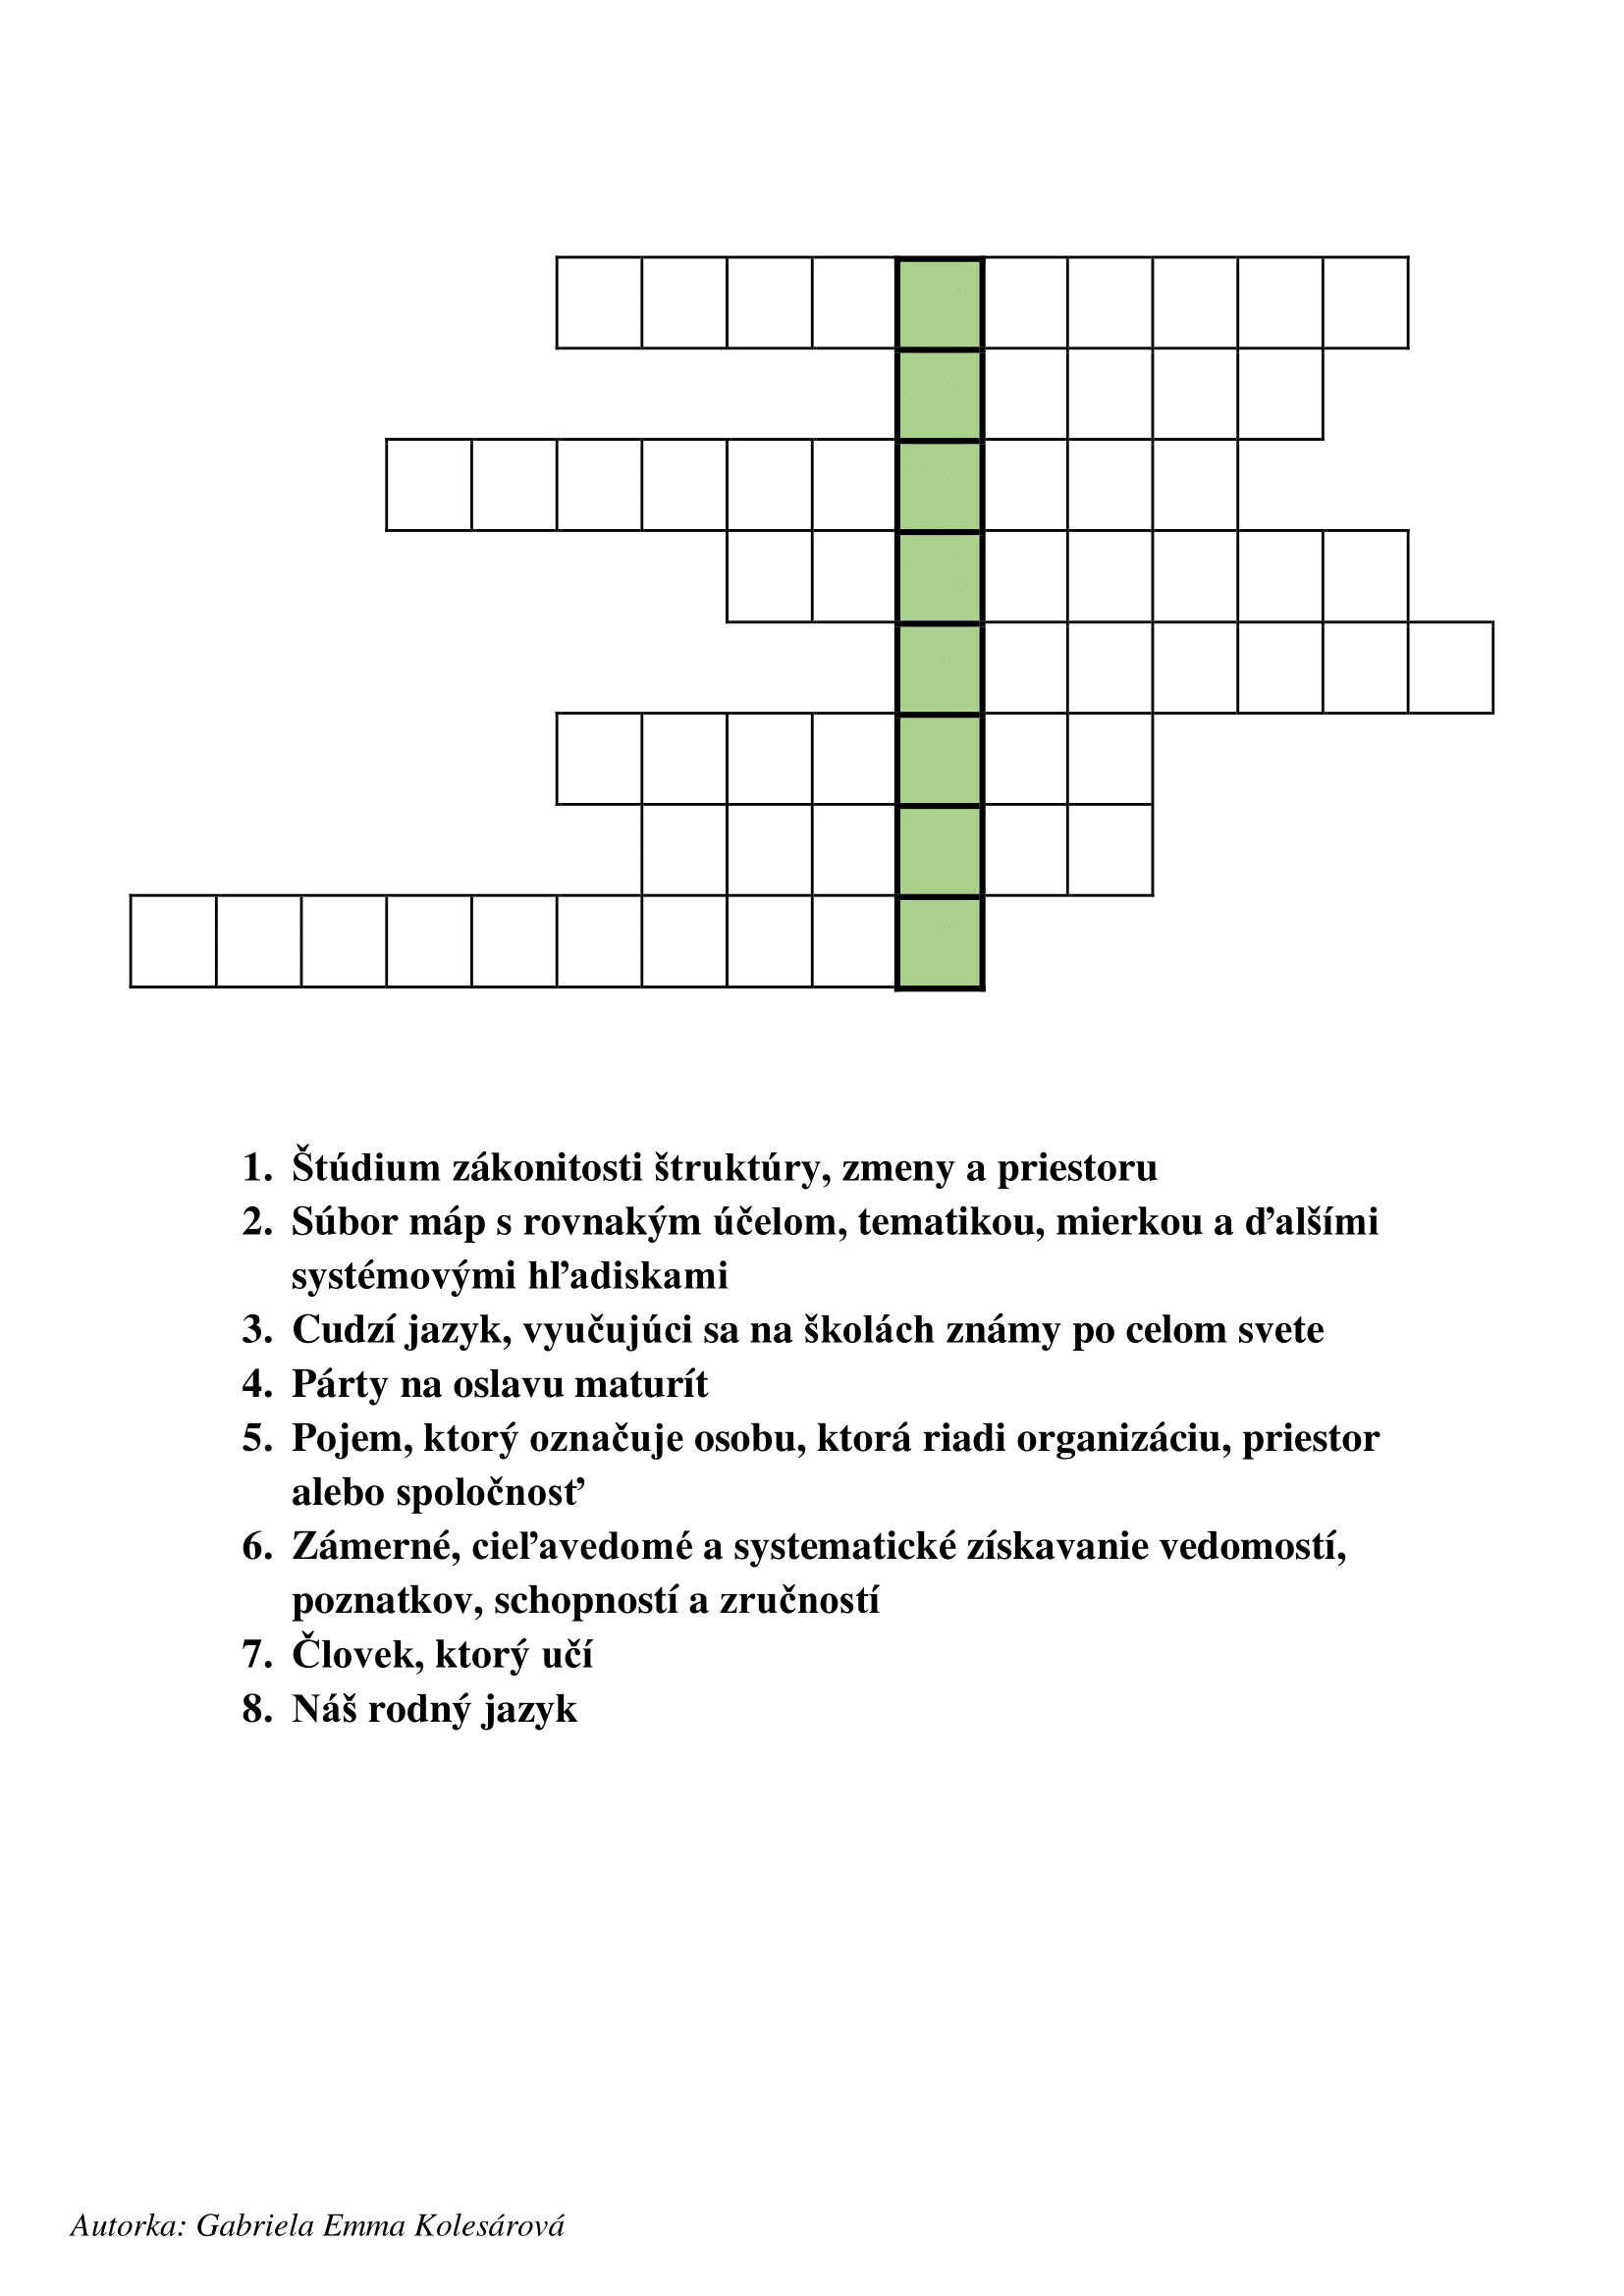 1. Štúdium zákonitosti štruktúry, zmeny a priestoru
2. Súbor máp s rovnakým účelom, tematikou, mierkou a ďalšími
systémovými hľadiskami
3. Cudzí jazyk, vyučujúci sa na školách známy po celom svete
4. Párty na oslavu maturít
5. Pojem, ktorý označuje osobu, ktorá riadi organizáciu, priestor
alebo spoločnosť
6. Zámerné, cieľavedomé a systematické získavanie vedomostí,
poznatkov, schopností a zručností
7. Človek, ktorý učí
8. Náš rodný jazyk
Autorka: Gabriela Emma Kolesárová